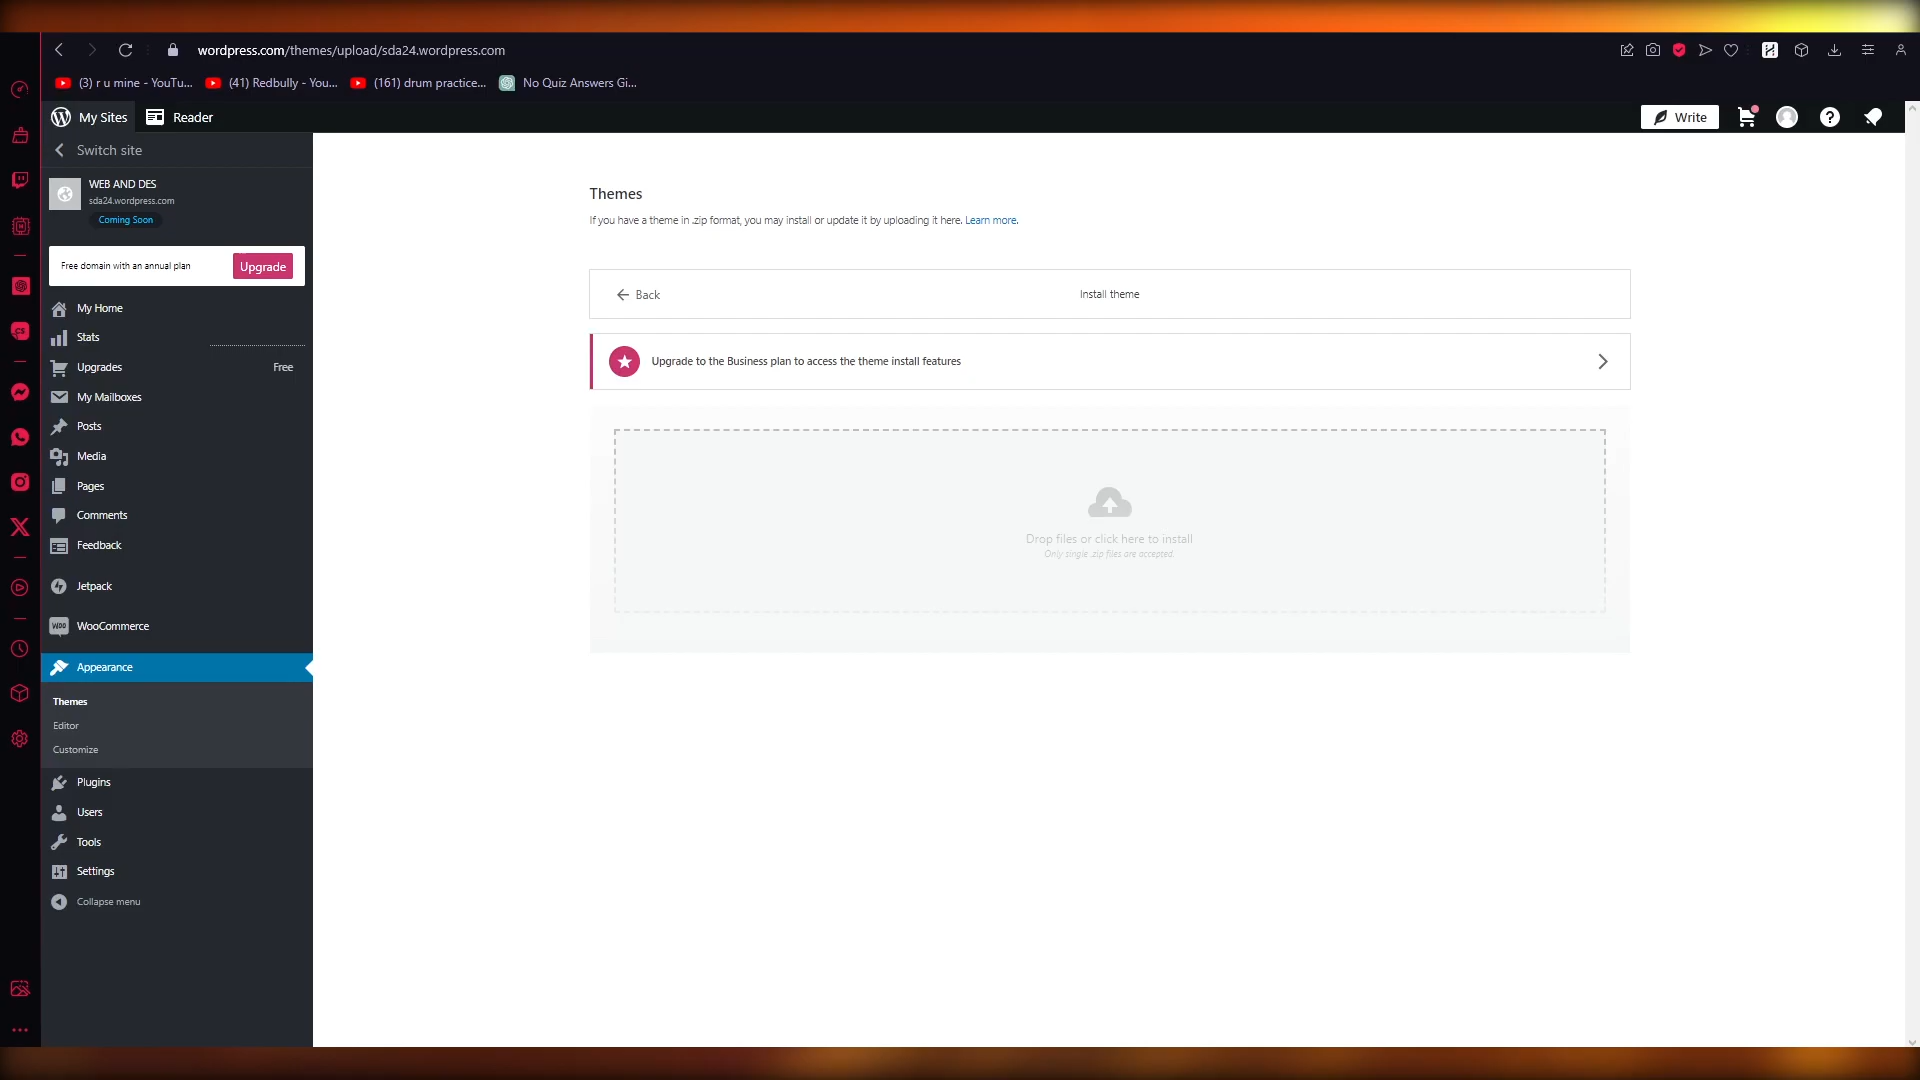 wordpress.com/themes/upload/sda24.wordpress.com
(3) r u mine - YouTu...
(41) Redbully - You...
(161) drum practice...
No Quiz Answers Gi...
My Sites
Reader
Write
Switch site
WEB AND DES
sda24.wordpress.com
Coming Soon
Free domain with an annual plan
Upgrade
My Home
Stats
Upgrades
Free
My Mailboxes
Posts
Media
Pages
Comments
Feedback
Jetpack
WooCommerce
Appearance
Themes
Editor
Customize
Plugins
Users
Tools
Settings
Collapse menu
Themes
If you have a theme in .zip format, you may install or update it by uploading it here. Learn more.
Back
Install theme
Upgrade to the Business plan to access the theme install features
Drop files or click here to install
Only single .zip files are accepted.